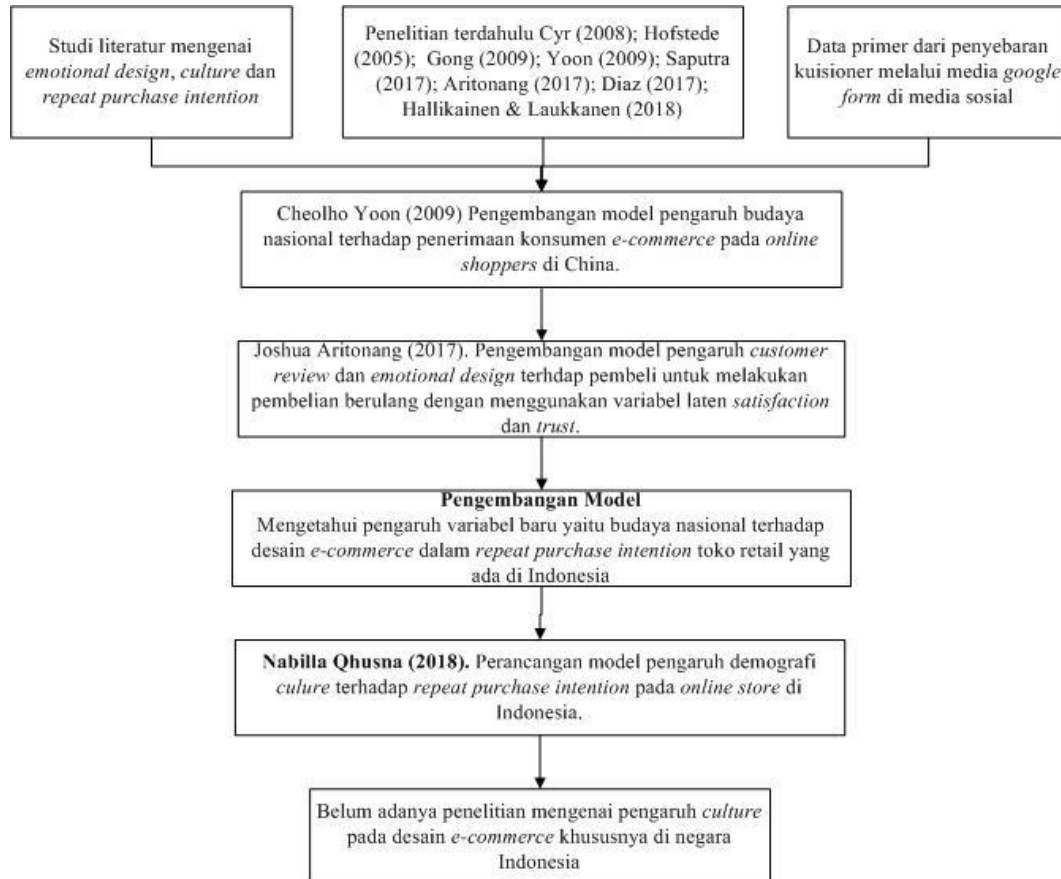 Studi literatur mengenai
emotional design, culture dan
repeat purchase intention
Penelitian terdahulu Cyr (2008); Hofstede
(2005); Gong (2009); Yoon (2009); Saputra
(2017); Aritonang (2017); Diaz (2017);
Hallikainen & Laukkanen (2018)
Data primer dari penyebaran
kuisioner melalui media google
form di media sosial
Cheolho Yoon (2009) Pengembangan model pengaruh budaya
nasional terhadap penerimaan konsumen e-commerce pada online
shoppers di China.
Joshua Aritonang (2017). Pengembangan model pengaruh customer
review dan emotional design terhdap pembeli untuk melakukan
pembelian berulang dengan menggunakan variabel laten satisfaction
dan trust.
Pengembangan Model
Mengetahui pengaruh variabel baru yaitu budaya nasional terhadap
desain e-commerce dalam repeat purchase intention toko retail yang
ada di Indonesia
Nabilla Qhusna (2018). Perancangan model pengaruh demografi
culure terhadap repeat purchase intention pada online store di
Indonesia.
Belum adanya penelitian mengenai pengaruh culture
pada desain e-commerce khususnya di negara
Indonesia